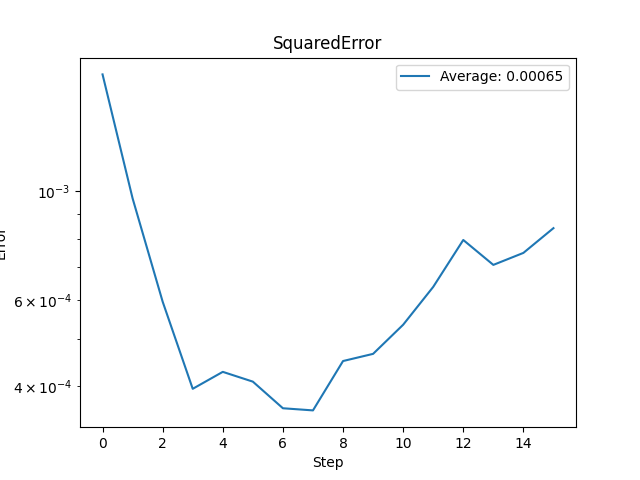 SquaredError
Average: 0.00065
10⁻³
6 × 10⁻⁴
4 × 10⁻⁴
Error
0 2 4 6 8 10 12 14
Step